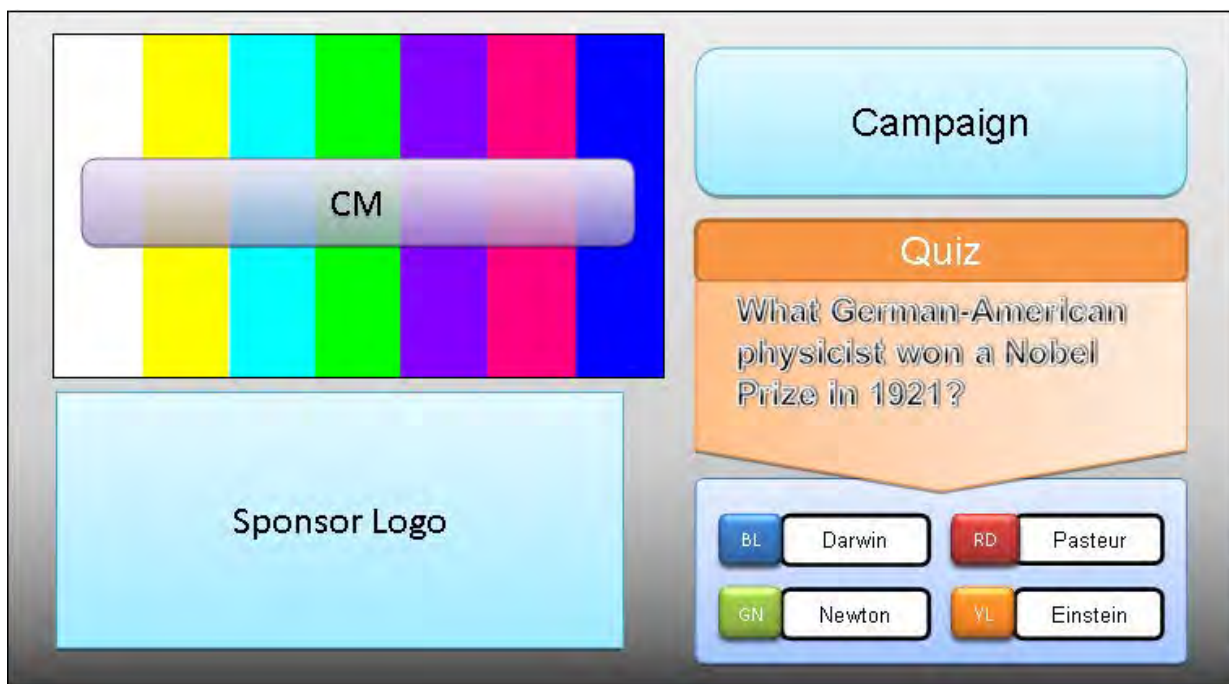 CM
Sponsor Logo
Campaign
Quiz
What German-American
physicist won a Nobel
Prize in 1921?
BL Darwin
RD Pasteur
GN Newton
YL Einstein